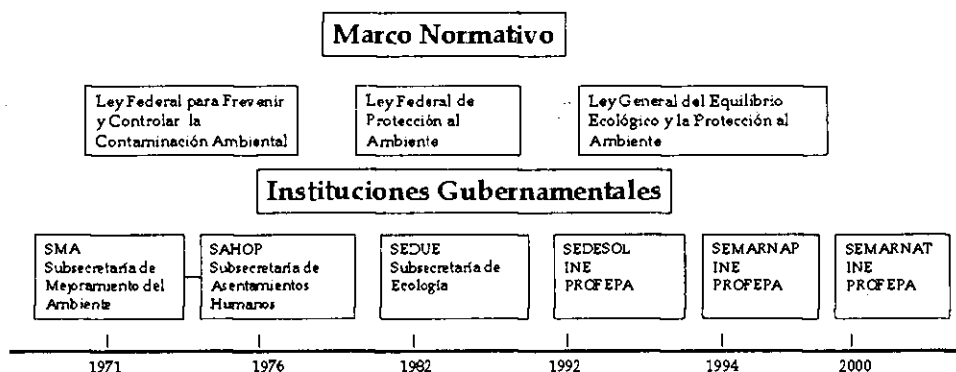 Marco Normativo
Ley Federal para Prevenir
y Controlar la
Contaminación Ambiental
Ley Federal de
Protección al
Ambiente
Ley General del Equilibrio
Ecológico y la Protección al
Ambiente
Instituciones Gubernamentales
SMA
Subsecretaría de
Mejoramiento del
Ambiente
SAHOP
Subsecretaría de
Asentamientos
Humanos
SEDUE
Subsecretaría de
Ecología
SEDESOL
INE
PROFEPA
SEMARNAP
INE
PROFEPA
SEMARNAT
INE
PROFEPA
1971
1976
1982
1992
1994
2000